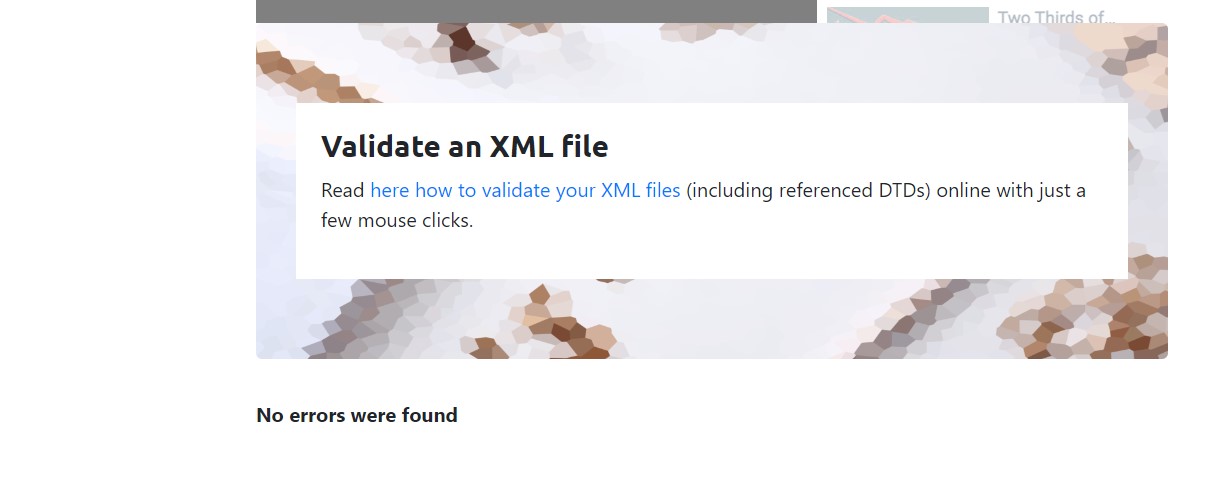 Two Thirds of...
Validate an XML file
Read here how to validate your XML files (including referenced DTDs) online with just a
few mouse clicks.
No errors were found